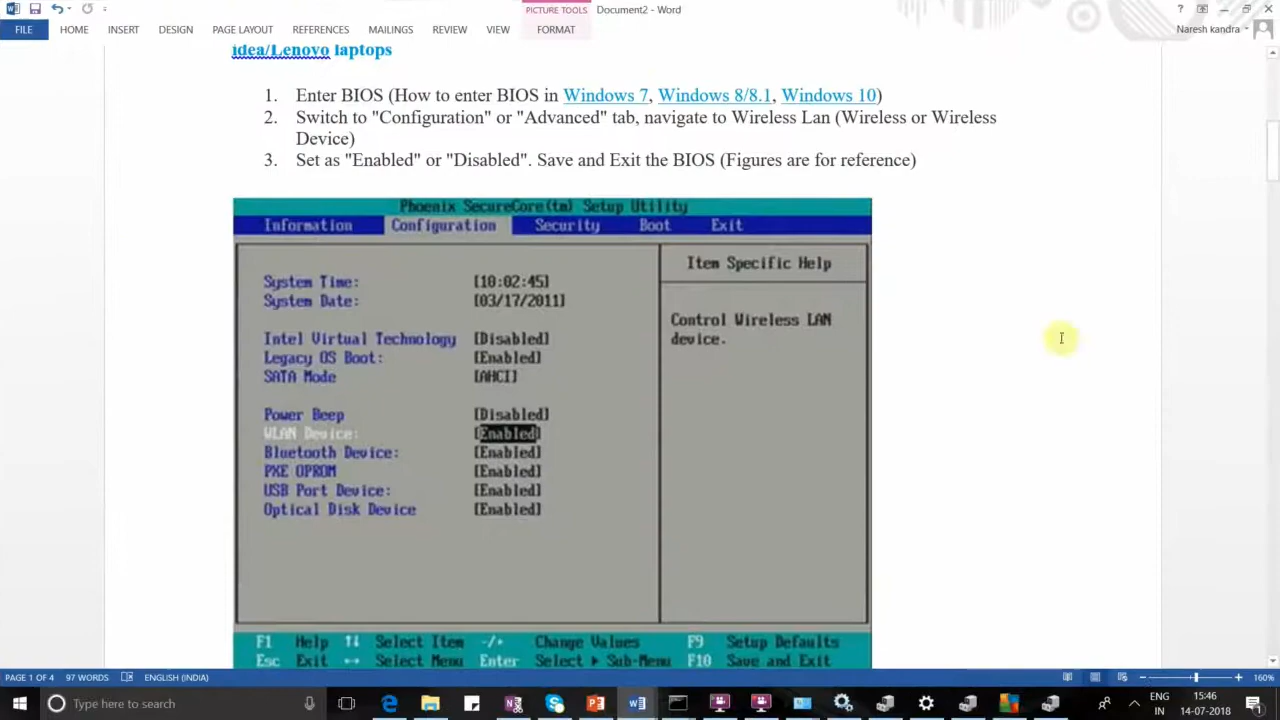 PICTURE TOOLS
Document2 - Word
?
FILE HOME INSERT DESIGN PAGE LAYOUT REFERENCES MAILINGS REVIEW VIEW FORMAT
Naresh kandra
idea/Lenovo laptops
1. Enter BIOS (How to enter BIOS in Windows 7, Windows 8/8.1, Windows 10)
2. Switch to "Configuration" or "Advanced" tab, navigate to Wireless Lan (Wireless or Wireless
Device)
3. Set as "Enabled" or "Disabled". Save and Exit the BIOS (Figures are for reference)
Phoenix SecureCore(tm) Setup Utility
Information Configuration Security Boot Exit
Item Specific Help
System Time: [10:02:45]
System Date: [03/17/2011]
Control Wireless LAN
device.
Intel Virtual Technology [Disabled]
Legacy OS Boot: [Enabled]
SATA Mode [AHCI]
Power Beep [Disabled]
WLAN Device: [Enabled]
Bluetooth Device: [Enabled]
PXE OPROM [Enabled]
USB Port Device: [Enabled]
Optical Disk Device [Enabled]
F1 Help ↑↓ Select Item -/+ Change Values F9 Setup Defaults
Esc Exit ↔ Select Menu Enter Select ▶ Sub-Menu F10 Save and Exit
PAGE 1 OF 4 97 WORDS ENGLISH (INDIA) 160%
Type here to search
ENG 15:46
IN 14-07-2018